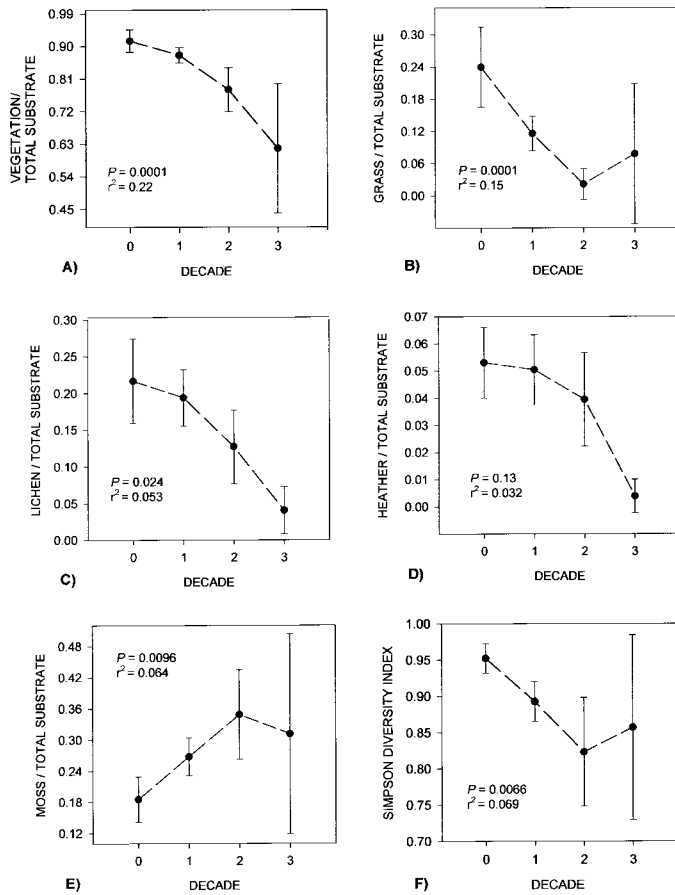 0.99
0.90
0.81
0.72
0.63
0.54
0.45
VEGETATION/
TOTAL SUBSTRATE
P = 0.0001
r² = 0.22
0 1 2 3
A)
DECADE
0.30
0.24
0.18
0.12
0.06
0.00
GRASS / TOTAL SUBSTRATE
P = 0.0001
r² = 0.15
0 1 2 3
B)
DECADE
0.30
0.25
0.20
0.15
0.10
0.05
0.00
LICHEN / TOTAL SUBSTRATE
P = 0.024
r² = 0.053
0 1 2 3
C)
DECADE
0.07
0.06
0.05
0.04
0.03
0.02
0.01
0.00
HEATHER / TOTAL SUBSTRATE
P = 0.13
r² = 0.032
0 1 2 3
D)
DECADE
0.48
0.42
0.36
0.30
0.24
0.18
0.12
MOSS / TOTAL SUBSTRATE
P = 0.0096
r² = 0.064
0 1 2 3
E)
DECADE
1.00
0.95
0.90
0.85
0.80
0.75
0.70
SIMPSON DIVERSITY INDEX
P = 0.0066
r² = 0.069
0 1 2 3
F)
DECADE